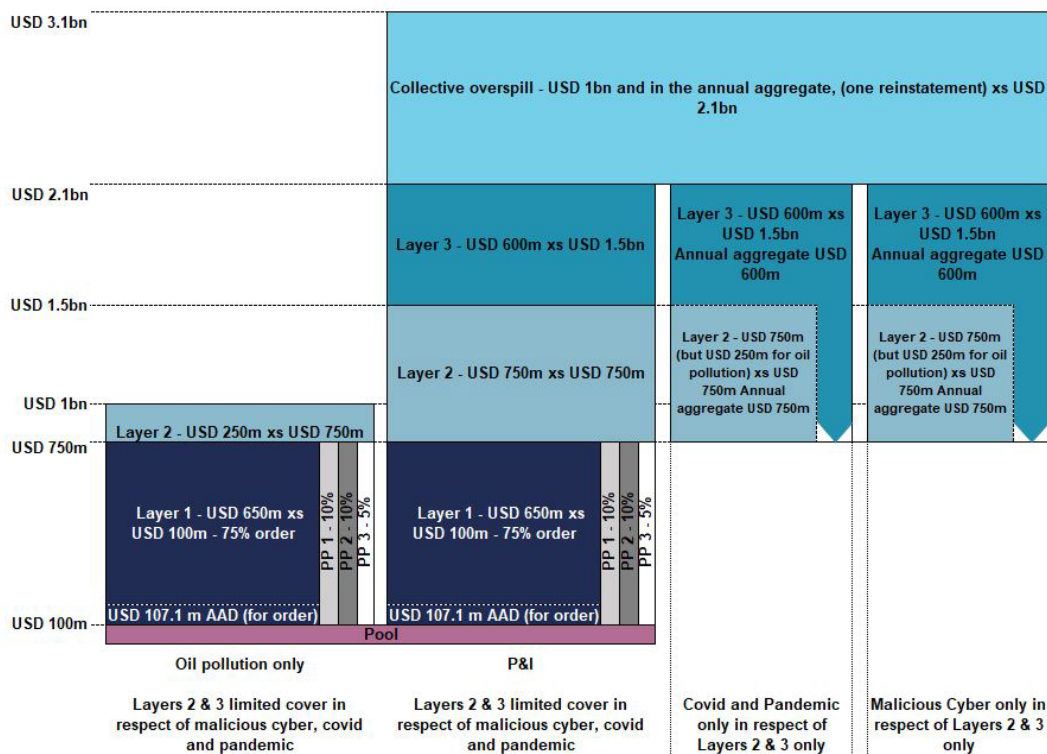 USD 3.1bn
Collective overspill - USD 1bn and in the annual aggregate, (one reinstatement) xs USD
2.1bn
USD 2.1bn
Layer 3 - USD 600m xs USD 1.5bn
Layer 3 - USD 600m xs
USD 1.5bn
Annual aggregate USD
600m
Layer 3 - USD 600m xs
USD 1.5bn
Annual aggregate USD
600m
USD 1.5bn
Layer 2 - USD 750m xs USD 750m
Layer 2 - USD 750m
(but USD 250m for oil
pollution) xs USD
750m Annual
aggregate USD 750m
Layer 2 - USD 750m
(but USD 250m for oil
pollution) xs USD
750m Annual
aggregate USD 750m
USD 1bn
Layer 2 - USD 250m xs USD 750m
USD 750m
Layer 1 - USD 650m xs
USD 100m - 75% order
PP 1 - 10%
PP 2 - 10%
PP 3 - 5%
Layer 1 - USD 650m xs
USD 100m - 75% order
PP 1 - 10%
PP 2 - 10%
PP 3 - 5%
USD 107.1 m AAD (for order)
USD 107.1 m AAD (for order)
USD 100m
Pool
Oil pollution only
P&I
Layers 2 & 3 limited cover in
respect of malicious cyber, covid
and pandemic
Layers 2 & 3 limited cover in
respect of malicious cyber, covid
and pandemic
Covid and Pandemic
only in respect of
Layers 2 & 3 only
Malicious Cyber only in
respect of Layers 2 & 3
only